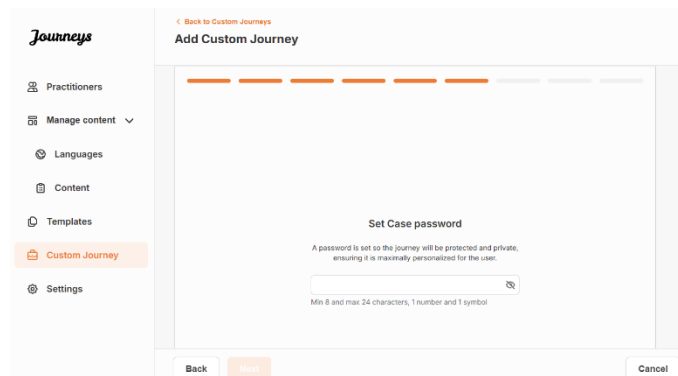 Journeys
< Back to Custom Journeys
Add Custom Journey
Practitioners
Manage content
Languages
Content
Templates
Custom Journey
Settings
Set Case password
A password is set so the journey will be protected and private,
ensuring it is maximally personalized for the user.
Min 8 and max 24 characters, 1 number and 1 symbol
Back
Next
Cancel